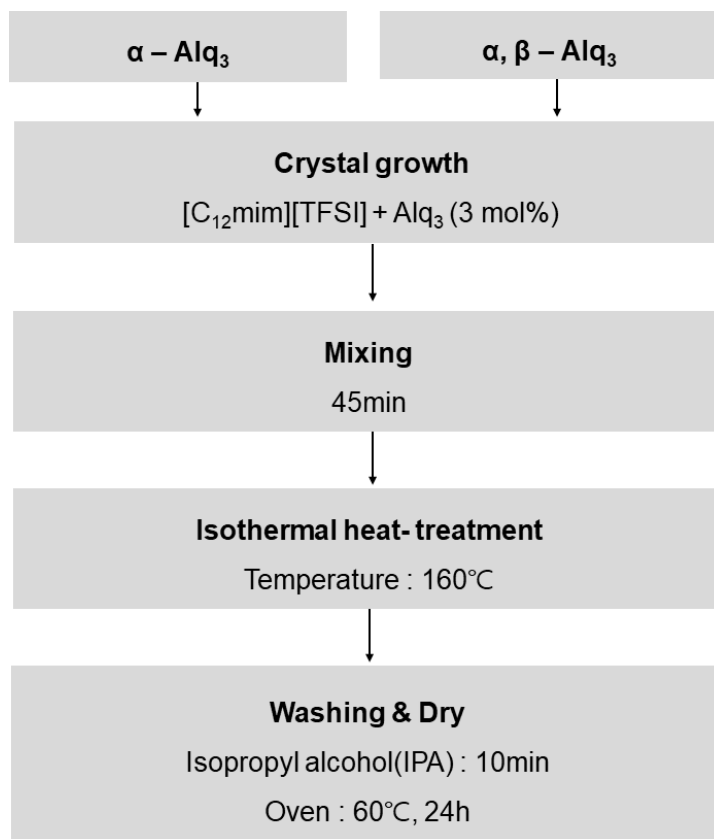 α – Alq₃
α, β – Alq₃
Crystal growth
[C₁₂mim][TFSI] + Alq₃ (3 mol%)
Mixing
45min
Isothermal heat- treatment
Temperature : 160℃
Washing & Dry
Isopropyl alcohol(IPA) : 10min
Oven : 60℃, 24h